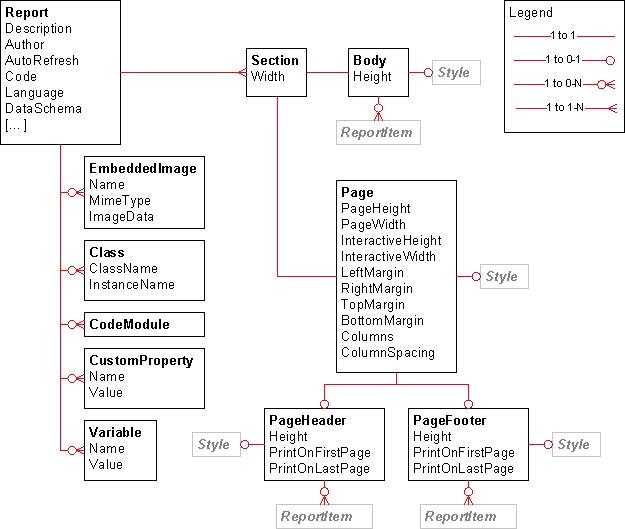 Report
Description
Author
AutoRefresh
Code
Language
DataSchema
[... ]
Section
Width
Body
Height
Style
ReportItem
Legend
1 to 1
1 to 0-1
1 to 0-N
1 to 1-N
EmbeddedImage
Name
MimeType
ImageData
Class
ClassName
InstanceName
CodeModule
CustomProperty
Name
Value
Variable
Name
Value
Page
PageHeight
PageWidth
InteractiveHeight
InteractiveWidth
LeftMargin
RightMargin
TopMargin
BottomMargin
Columns
ColumnSpacing
Style
Style
PageHeader
Height
PrintOnFirstPage
PrintOnLastPage
ReportItem
PageFooter
Height
PrintOnFirstPage
PrintOnLastPage
Style
ReportItem